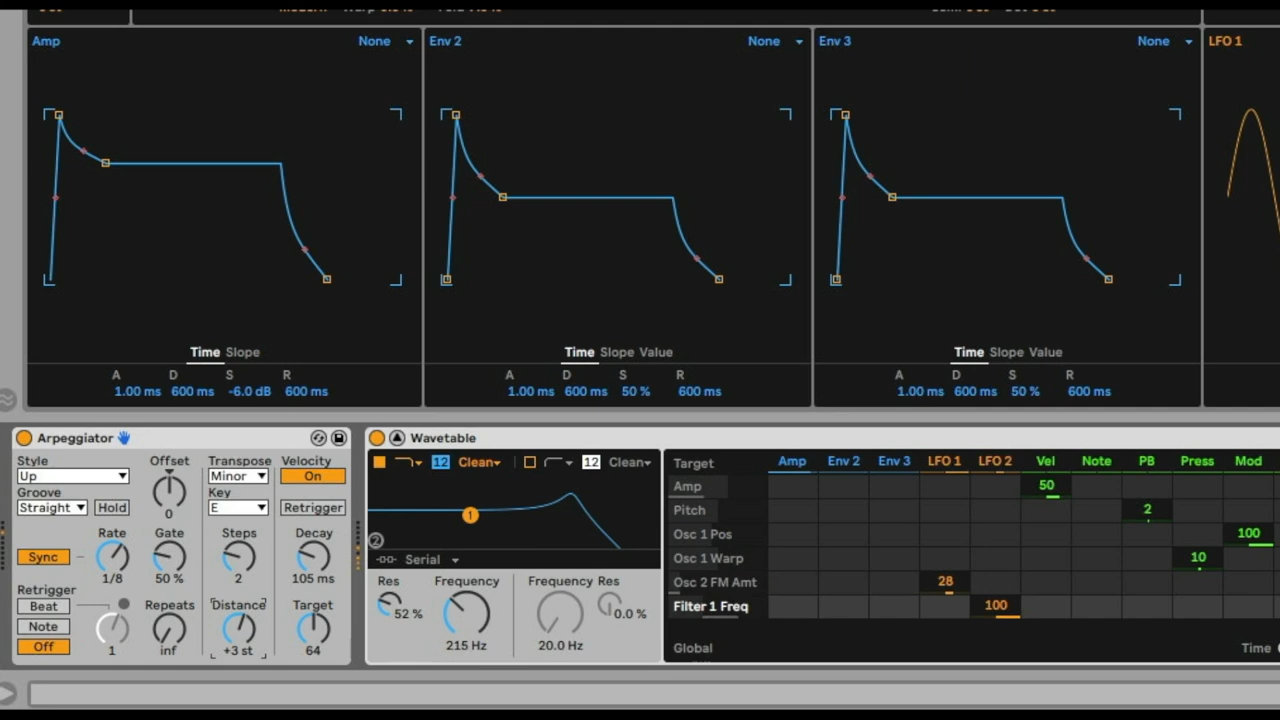 Amp None Env 2 None Env 3 None LFO 1
Time Slope Time Slope Value Time Slope Value
A D S R A D S R A D S R
1.00 ms 600 ms -6.0 dB 600 ms 1.00 ms 600 ms 50 % 600 ms 1.00 ms 600 ms 50 % 600 ms
Arpeggiator
Style
Up
Groove
Straight Hold
Offset
0
Transpose
Minor
Key
E
Velocity
On
Retrigger
Sync
Rate
1/8
Gate
50 %
Steps
2
Decay
105 ms
Retrigger
Beat
Note
Off
1
Repeats
inf
Distance
+3 st
Target
64
Wavetable
12 Clean 12 Clean
1
2
Serial
Res Frequency Frequency Res
52 % 215 Hz 20.0 Hz 0.0 %
Target Amp Env 2 Env 3 LFO 1 LFO 2 Vel Note PB Press Mod
Amp 50
Pitch 2
Osc 1 Pos 100
Osc 1 Warp 10
Osc 2 FM Amt 28
Filter 1 Freq 100
Global Time